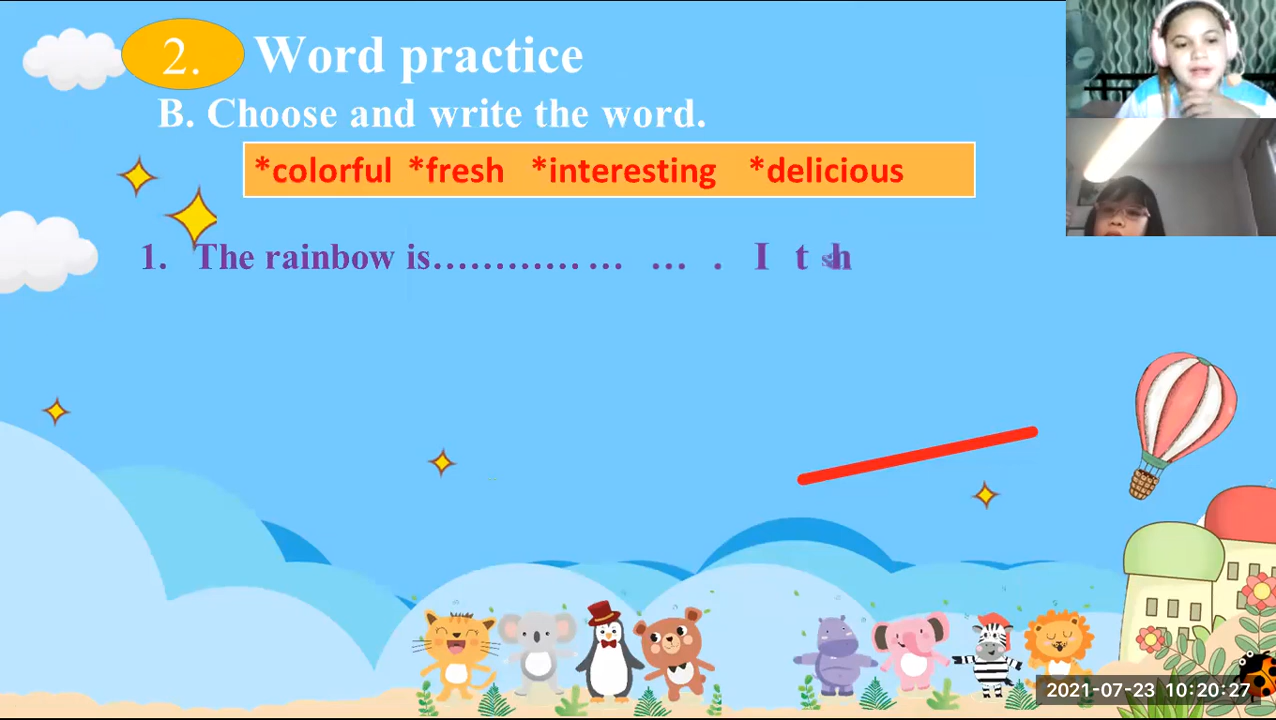 2. Word practice
B. Choose and write the word.
*colorful *fresh *interesting *delicious
1. The rainbow is……………… … . I t h
2021-07-23 10:20:27